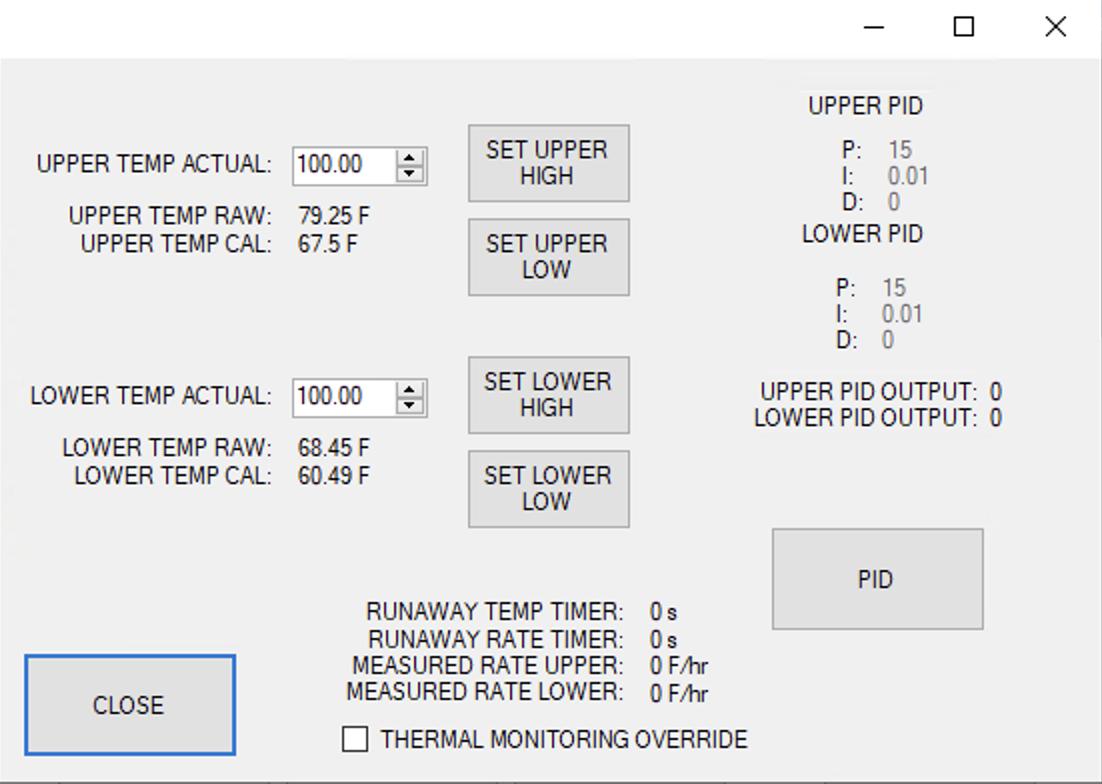 UPPER TEMP ACTUAL: 100.00
UPPER TEMP RAW: 79.25 F
UPPER TEMP CAL: 67.5 F
SET UPPER
HIGH
SET UPPER
LOW
LOWER TEMP ACTUAL: 100.00
LOWER TEMP RAW: 68.45 F
LOWER TEMP CAL: 60.49 F
SET LOWER
HIGH
SET LOWER
LOW
UPPER PID
P: 15
I: 0.01
D: 0
LOWER PID
P: 15
I: 0.01
D: 0
UPPER PID OUTPUT: 0
LOWER PID OUTPUT: 0
PID
RUNAWAY TEMP TIMER: 0 s
RUNAWAY RATE TIMER: 0 s
MEASURED RATE UPPER: 0 F/hr
MEASURED RATE LOWER: 0 F/hr
THERMAL MONITORING OVERRIDE
CLOSE